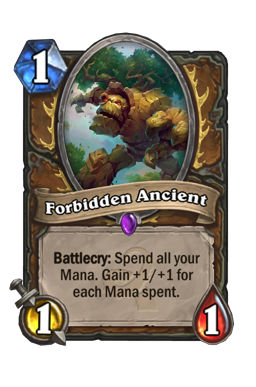 1
Forbidden Ancient
Battlecry: Spend all your
Mana. Gain +1/+1 for
each Mana spent.
1
1